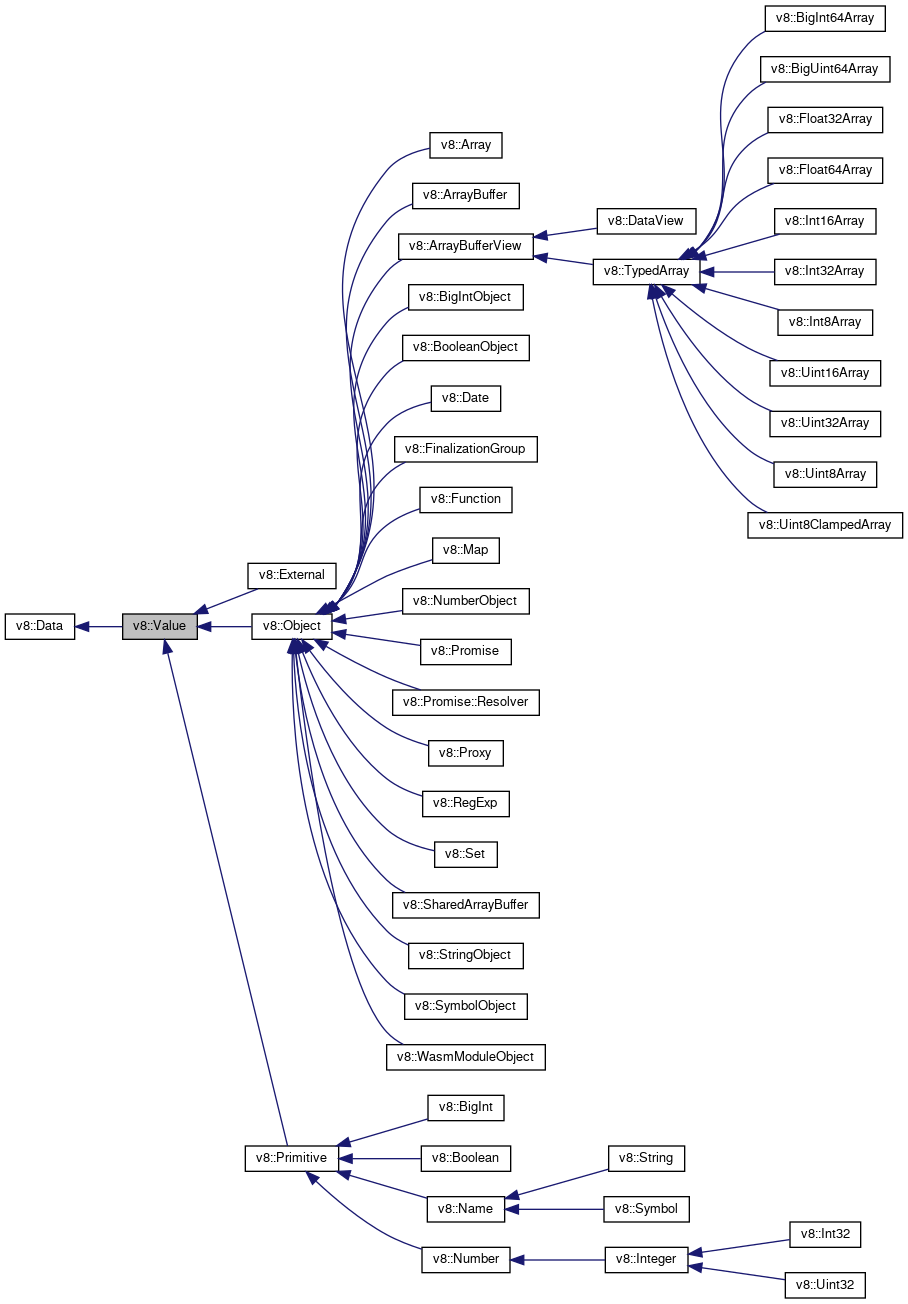 v8::BigInt64Array
v8::BigUint64Array
v8::Float32Array
v8::Array
v8::Float64Array
v8::ArrayBuffer
v8::DataView
v8::Int16Array
v8::ArrayBufferView
v8::TypedArray
v8::Int32Array
v8::BigIntObject
v8::Int8Array
v8::BooleanObject
v8::Uint16Array
v8::Date
v8::Uint32Array
v8::FinalizationGroup
v8::Uint8Array
v8::Function
v8::Uint8ClampedArray
v8::Map
v8::External
v8::NumberObject
v8::Data
v8::Value
v8::Object
v8::Promise
v8::Promise::Resolver
v8::Proxy
v8::RegExp
v8::Set
v8::SharedArrayBuffer
v8::StringObject
v8::SymbolObject
v8::WasmModuleObject
v8::BigInt
v8::Primitive
v8::Boolean
v8::String
v8::Name
v8::Symbol
v8::Int32
v8::Number
v8::Integer
v8::Uint32